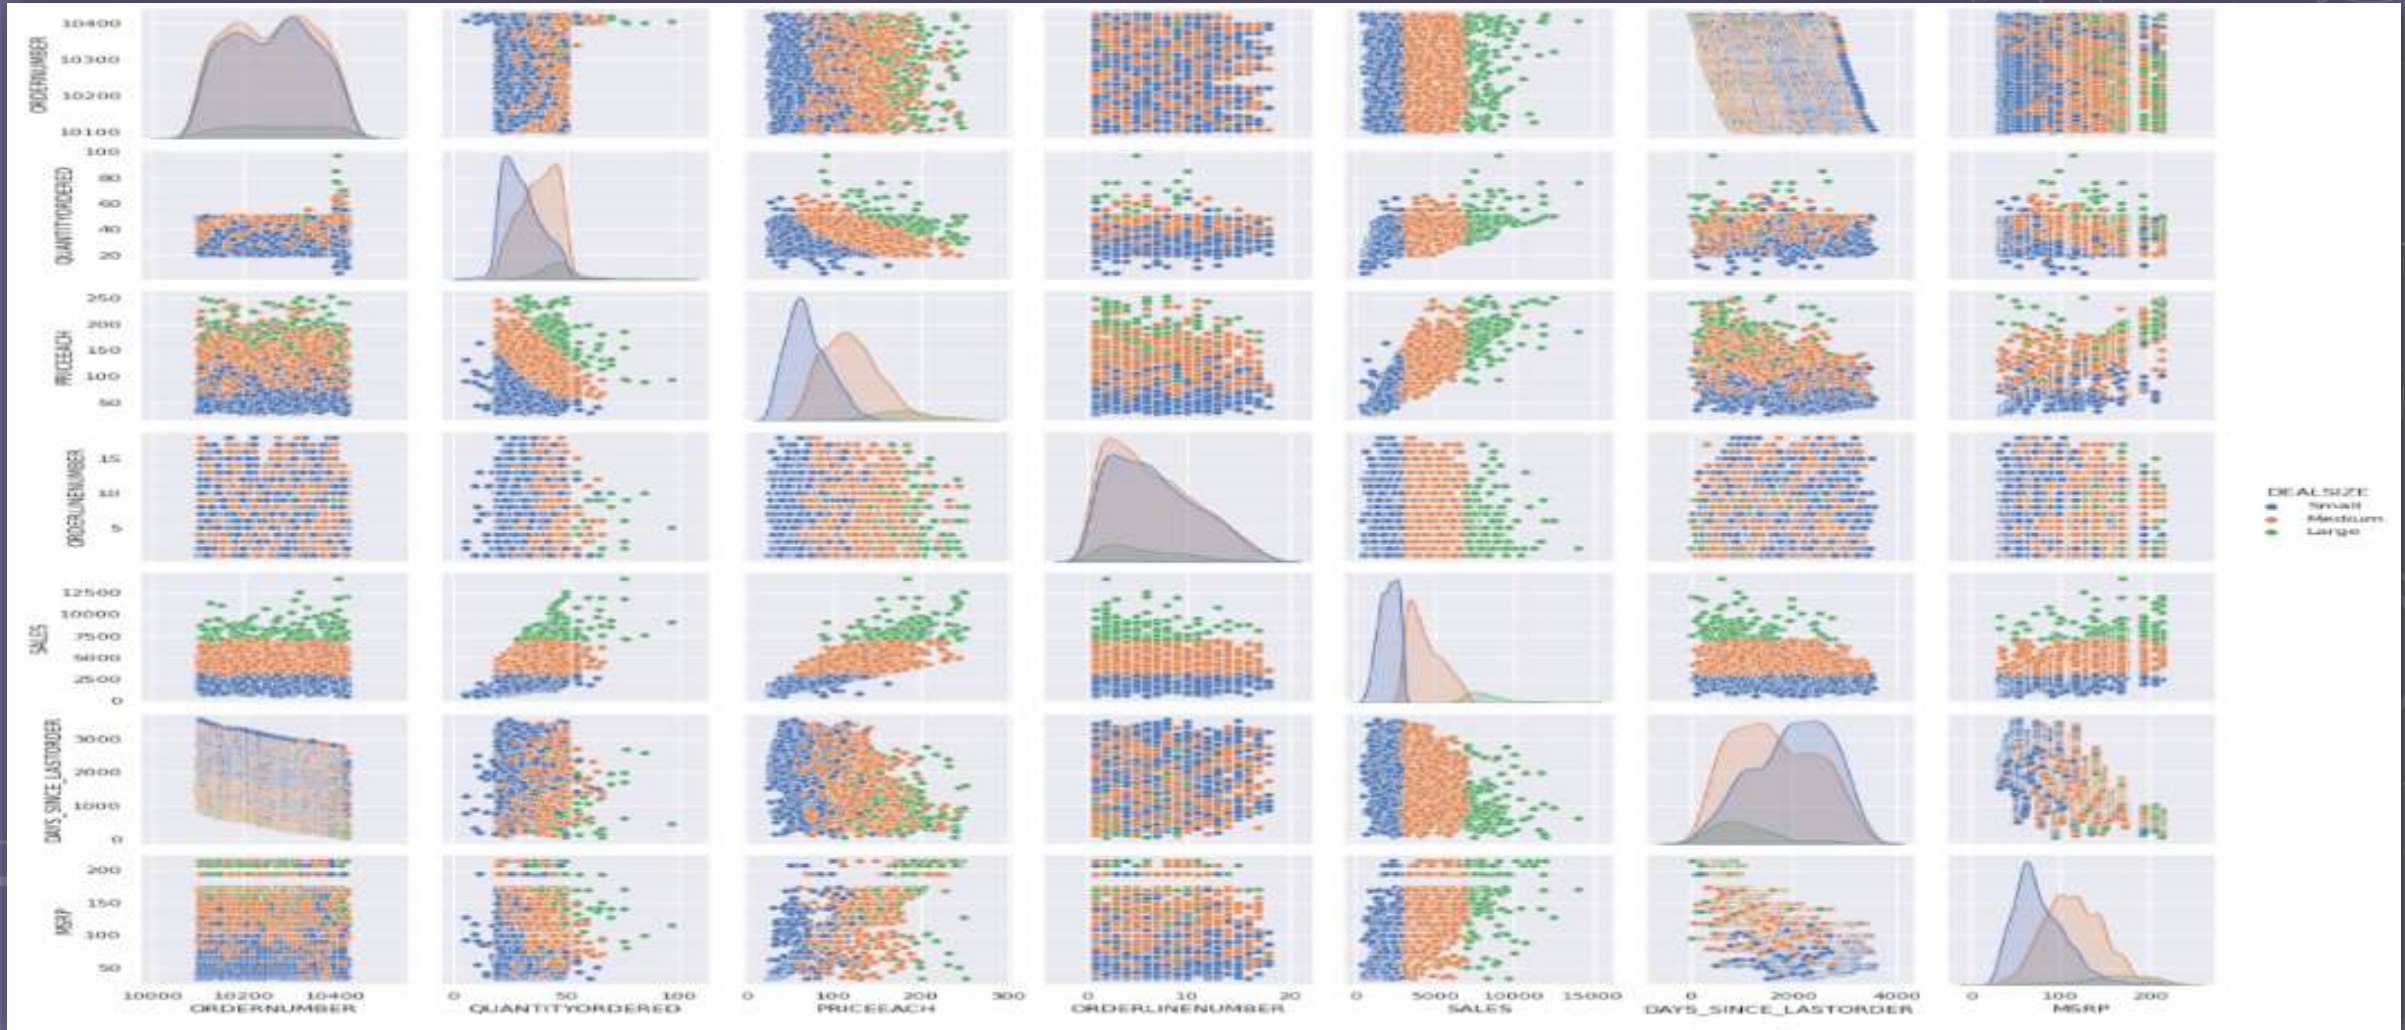 ORDERNUMBER
10400
10300
10200
10100
QUANTITYORDERED
100
80
60
40
20
PRICEEACH
250
200
150
100
50
ORDERLINENUMBER
15
10
5
DEALSIZE
Small
Medium
Large
SALES
12500
10000
7500
5000
2500
0
DAYS_SINCE_LASTORDER
3000
2000
1000
0
MSRP
200
150
100
50
10000 10200 10400
0 50 100
0 100 200 300
0 10 20
0 5000 10000 15000
0 2000 4000
0 100 200
ORDERNUMBER
QUANTITYORDERED
PRICEEACH
ORDERLINENUMBER
SALES
DAYS_SINCE_LASTORDER
MSRP